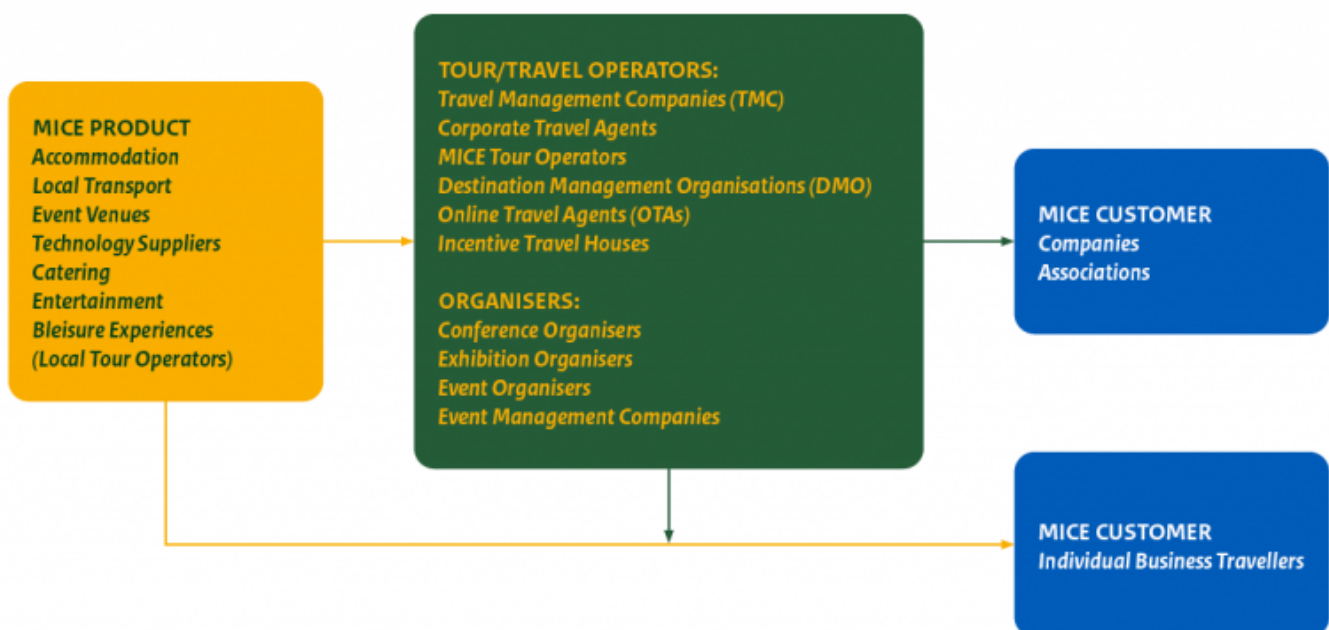 MICE PRODUCT
Accommodation
Local Transport
Event Venues
Technology Suppliers
Catering
Entertainment
Bleisure Experiences
(Local Tour Operators)
TOUR/TRAVEL OPERATORS:
Travel Management Companies (TMC)
Corporate Travel Agents
MICE Tour Operators
Destination Management Organisations (DMO)
Online Travel Agents (OTAs)
Incentive Travel Houses
ORGANISERS:
Conference Organisers
Exhibition Organisers
Event Organisers
Event Management Companies
MICE CUSTOMER
Companies
Associations
MICE CUSTOMER
Individual Business Travellers